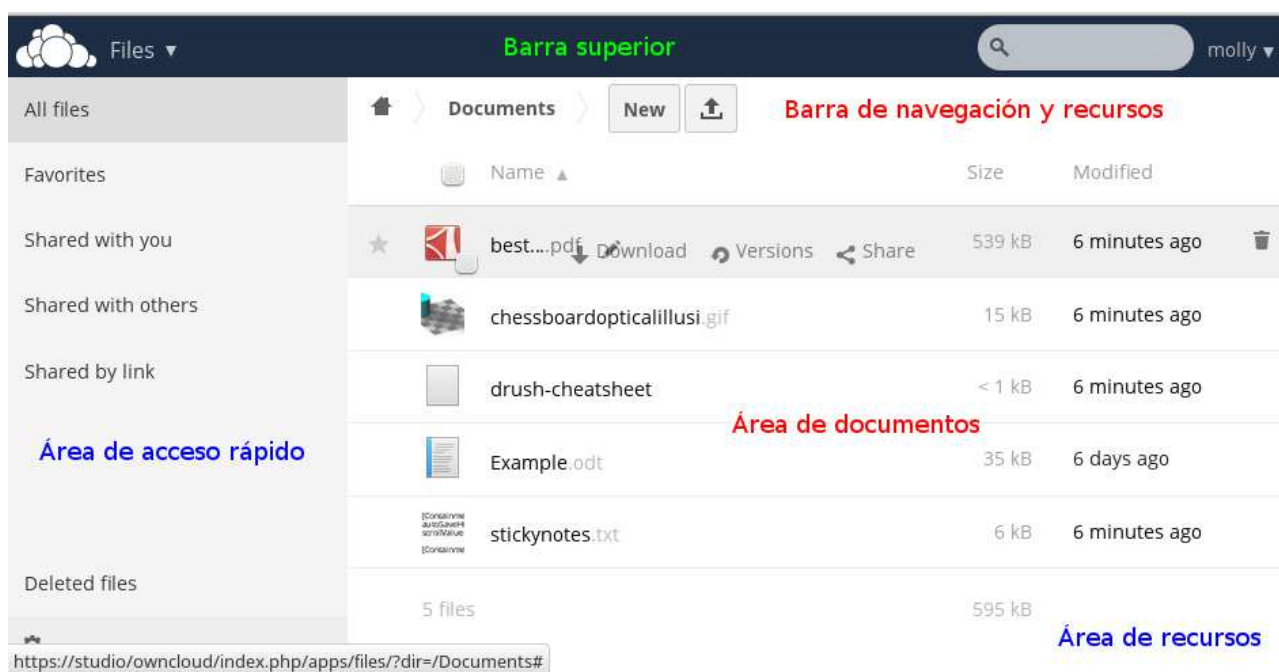 Files ▾ Barra superior molly ▾
All files
Documents New Barra de navegación y recursos
Favorites
Name ▲ Size Modified
Shared with you
best....pdf Download Versions Share 539 kB 6 minutes ago
Shared with others
chessboardopticalillusi.gif 15 kB 6 minutes ago
Shared by link
drush-cheatsheet < 1 kB 6 minutes ago
Área de documentos
Área de acceso rápido
Example.odt 35 kB 6 days ago
[Containme
autoSaveH
scrollValue
[Containme
stickynotes.txt 6 kB 6 minutes ago
Deleted files
5 files 595 kB
Área de recursos
https://studio/owncloud/index.php/apps/files/?dir=/Documents#